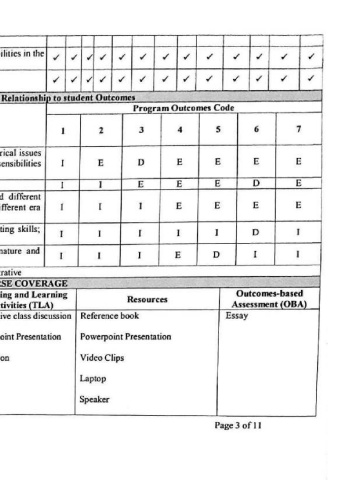 ilities in the ✓ ✓ ✓ ✓ ✓ ✓ ✓ ✓ ✓ ✓ ✓ ✓ ✓
✓ ✓ ✓ ✓ ✓ ✓ ✓ ✓ ✓ ✓ ✓ ✓ ✓
Relationship to student Outcomes
Program Outcomes Code
1 2 3 4 5 6 7
rical issues
ensibilities I E D E E E E
I I E E E D E
d different
fferent era I I I E E E E
ting skills; I I I I I D I
nature and I I I E D I I
rative
SE COVERAGE
ing and Learning
tivities (TLA)
Resources
Outcomes-based
Assessment (OBA)
ive class discussion Reference book Essay
oint Presentation Powerpoint Presentation
on Video Clips
Laptop
Speaker
Page 3 of 11